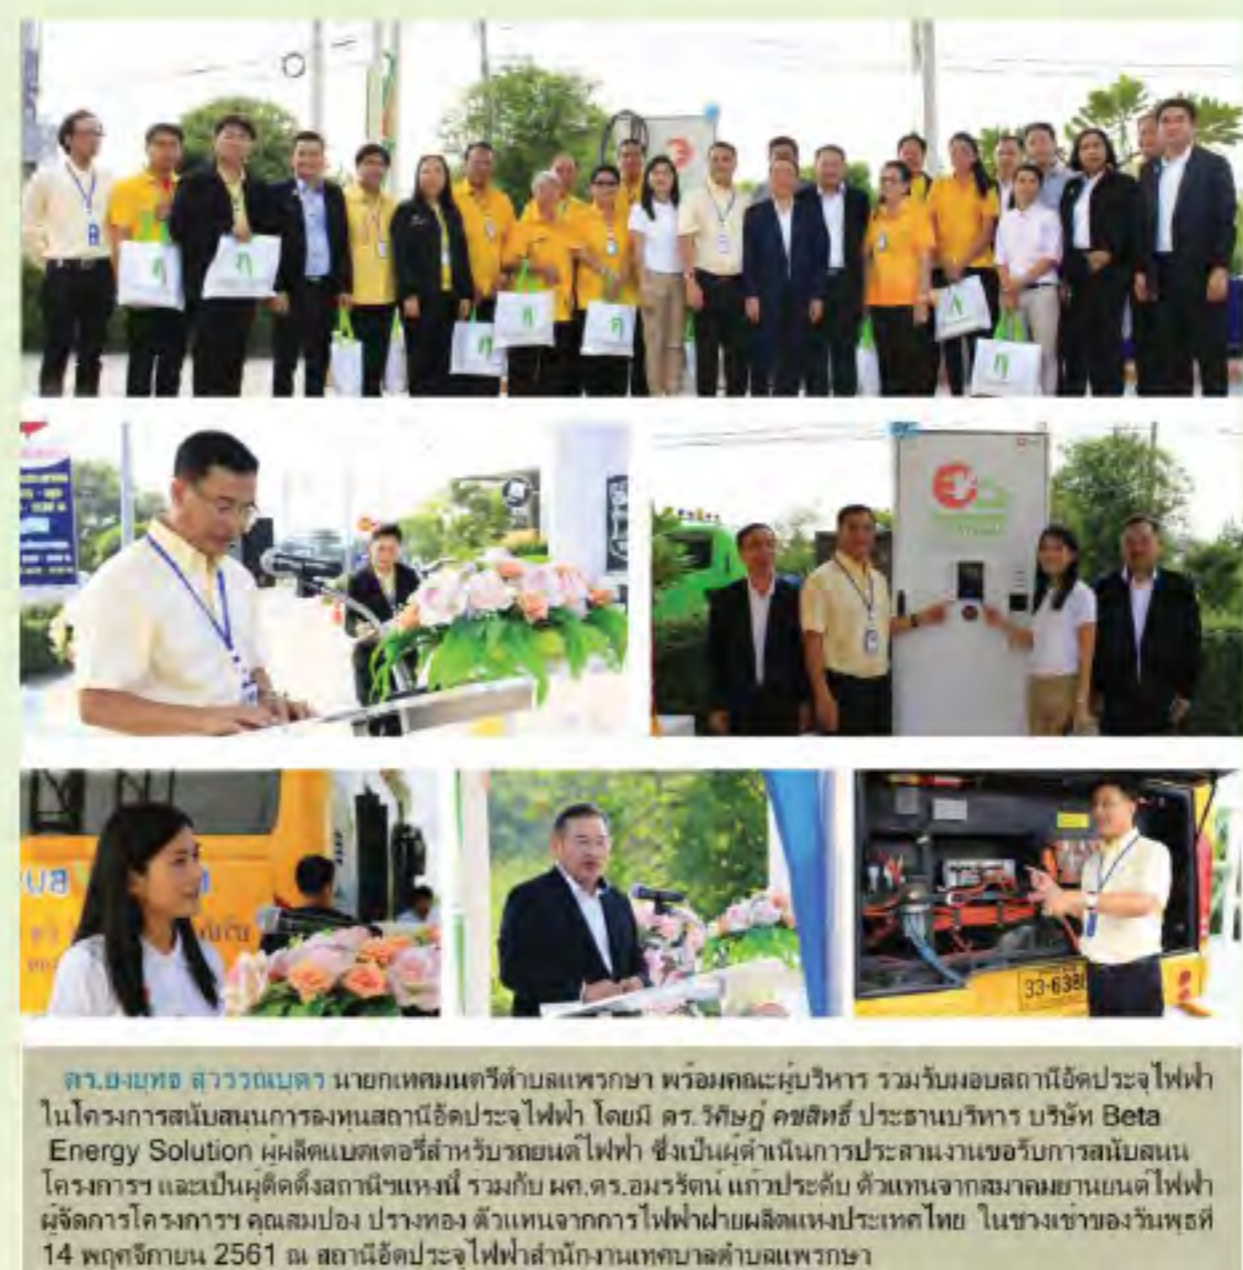 33-638
ดร.ยงยุทธ สุวรรณบุตร นายกเทศมนตรีตำบลแพรกษา พร้อมคณะผู้บริหาร ร่วมรับมอบสถานีอัดประจุไฟฟ้า
ในโครงการสนับสนุนการลงทุนสถานีอัดประจุไฟฟ้า โดยมี ดร.วิศิษฎ์ คชสิทธิ์ ประธานบริหาร บริษัท Beta
Energy Solution ผู้ผลิตแบตเตอรี่สำหรับรถยนต์ไฟฟ้า ซึ่งเป็นผู้ดำเนินการประสานงานขอรับการสนับสนุน
โครงการฯ และเป็นผู้ติดตั้งสถานีฯแห่งนี้ ร่วมกับ ผศ.ดร.อมรรัตน์ แก้วประดับ ตัวแทนจากสมาคมยานยนต์ไฟฟ้า
ผู้จัดการโครงการฯ คุณสมปอง ปรางทอง ตัวแทนจากการไฟฟ้าฝ่ายผลิตแห่งประเทศไทย ในช่วงเช้าของวันพุธที่
14 พฤศจิกายน 2561 ณ สถานีอัดประจุไฟฟ้าสำนักงานเทศบาลตำบลแพรกษา